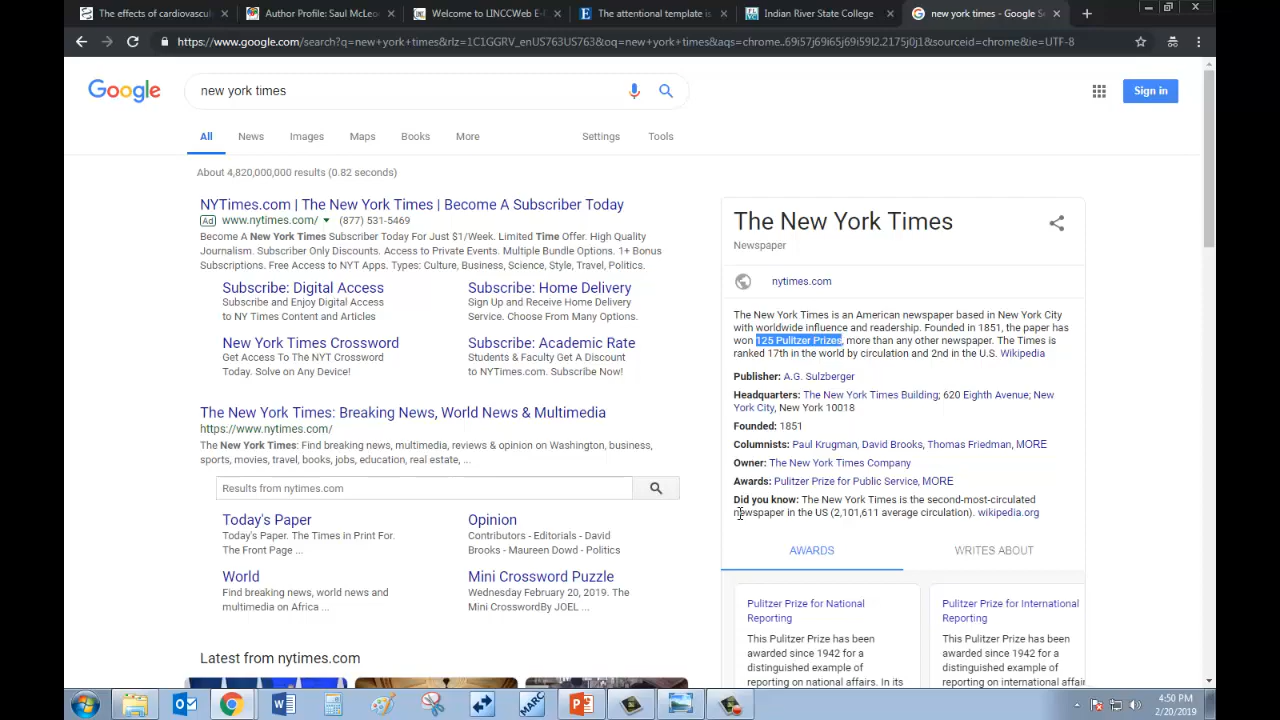 The effects of cardiovascul
Author Profile: Saul McLeo
Welcome to LINCCWeb E-
The attentional template is
Indian River State College
new york times - Google S
https://www.google.com/search?q=new+york+times&rlz=1C1GGRV_enUS763US763&oq=new+york+times&aqs=chrome..69i57j69i65j69i59l2.2175j0j1&sourceid=chrome&ie=UTF-8
Google
new york times
Sign in
All
News
Images
Maps
Books
More
Settings
Tools
About 4,820,000,000 results (0.82 seconds)
NYTimes.com | The New York Times | Become A Subscriber Today
Ad www.nytimes.com/ (877) 531-5469
Become A New York Times Subscriber Today For Just $1/Week. Limited Time Offer. High Quality
Journalism. Subscriber Only Discounts. Access to Private Events. Multiple Bundle Options. 1+ Bonus
Subscriptions. Free Access to NYT Apps. Types: Culture, Business, Science, Style, Travel, Politics.
Subscribe: Digital Access
Subscribe and Enjoy Digital Access
to NY Times Content and Articles
Subscribe: Home Delivery
Sign Up and Receive Home Delivery
Service. Choose From Many Options.
New York Times Crossword
Get Access To The NYT Crossword
Today. Solve on Any Device!
Subscribe: Academic Rate
Students & Faculty Get A Discount
to NYTimes.com. Subscribe Now!
The New York Times: Breaking News, World News & Multimedia
https://www.nytimes.com/
The New York Times: Find breaking news, multimedia, reviews & opinion on Washington, business,
sports, movies, travel, books, jobs, education, real estate, ...
Results from nytimes.com
Today's Paper
Today's Paper. The Times in Print For.
The Front Page ...
Opinion
Contributors - Editorials - David
Brooks - Maureen Dowd - Politics
World
Find breaking news, world news and
multimedia on Africa ...
Mini Crossword Puzzle
Wednesday February 20, 2019. The
Mini CrosswordBy JOEL ...
Latest from nytimes.com
The New York Times
Newspaper
nytimes.com
The New York Times is an American newspaper based in New York City
with worldwide influence and readership. Founded in 1851, the paper has
won 125 Pulitzer Prizes, more than any other newspaper. The Times is
ranked 17th in the world by circulation and 2nd in the U.S. Wikipedia
Publisher: A.G. Sulzberger
Headquarters: The New York Times Building; 620 Eighth Avenue; New
York City, New York 10018
Founded: 1851
Columnists: Paul Krugman, David Brooks, Thomas Friedman, MORE
Owner: The New York Times Company
Awards: Pulitzer Prize for Public Service, MORE
Did you know: The New York Times is the second-most-circulated
newspaper in the US (2,101,611 average circulation). wikipedia.org
AWARDS
WRITES ABOUT
Pulitzer Prize for National
Reporting
This Pulitzer Prize has been
awarded since 1942 for a
distinguished example of
reporting on national affairs. In its
Pulitzer Prize for International
Reporting
This Pulitzer Prize has been
awarded since 1942 for a
distinguished example of
reporting on international affair
MARC
4:50 PM
2/20/2019